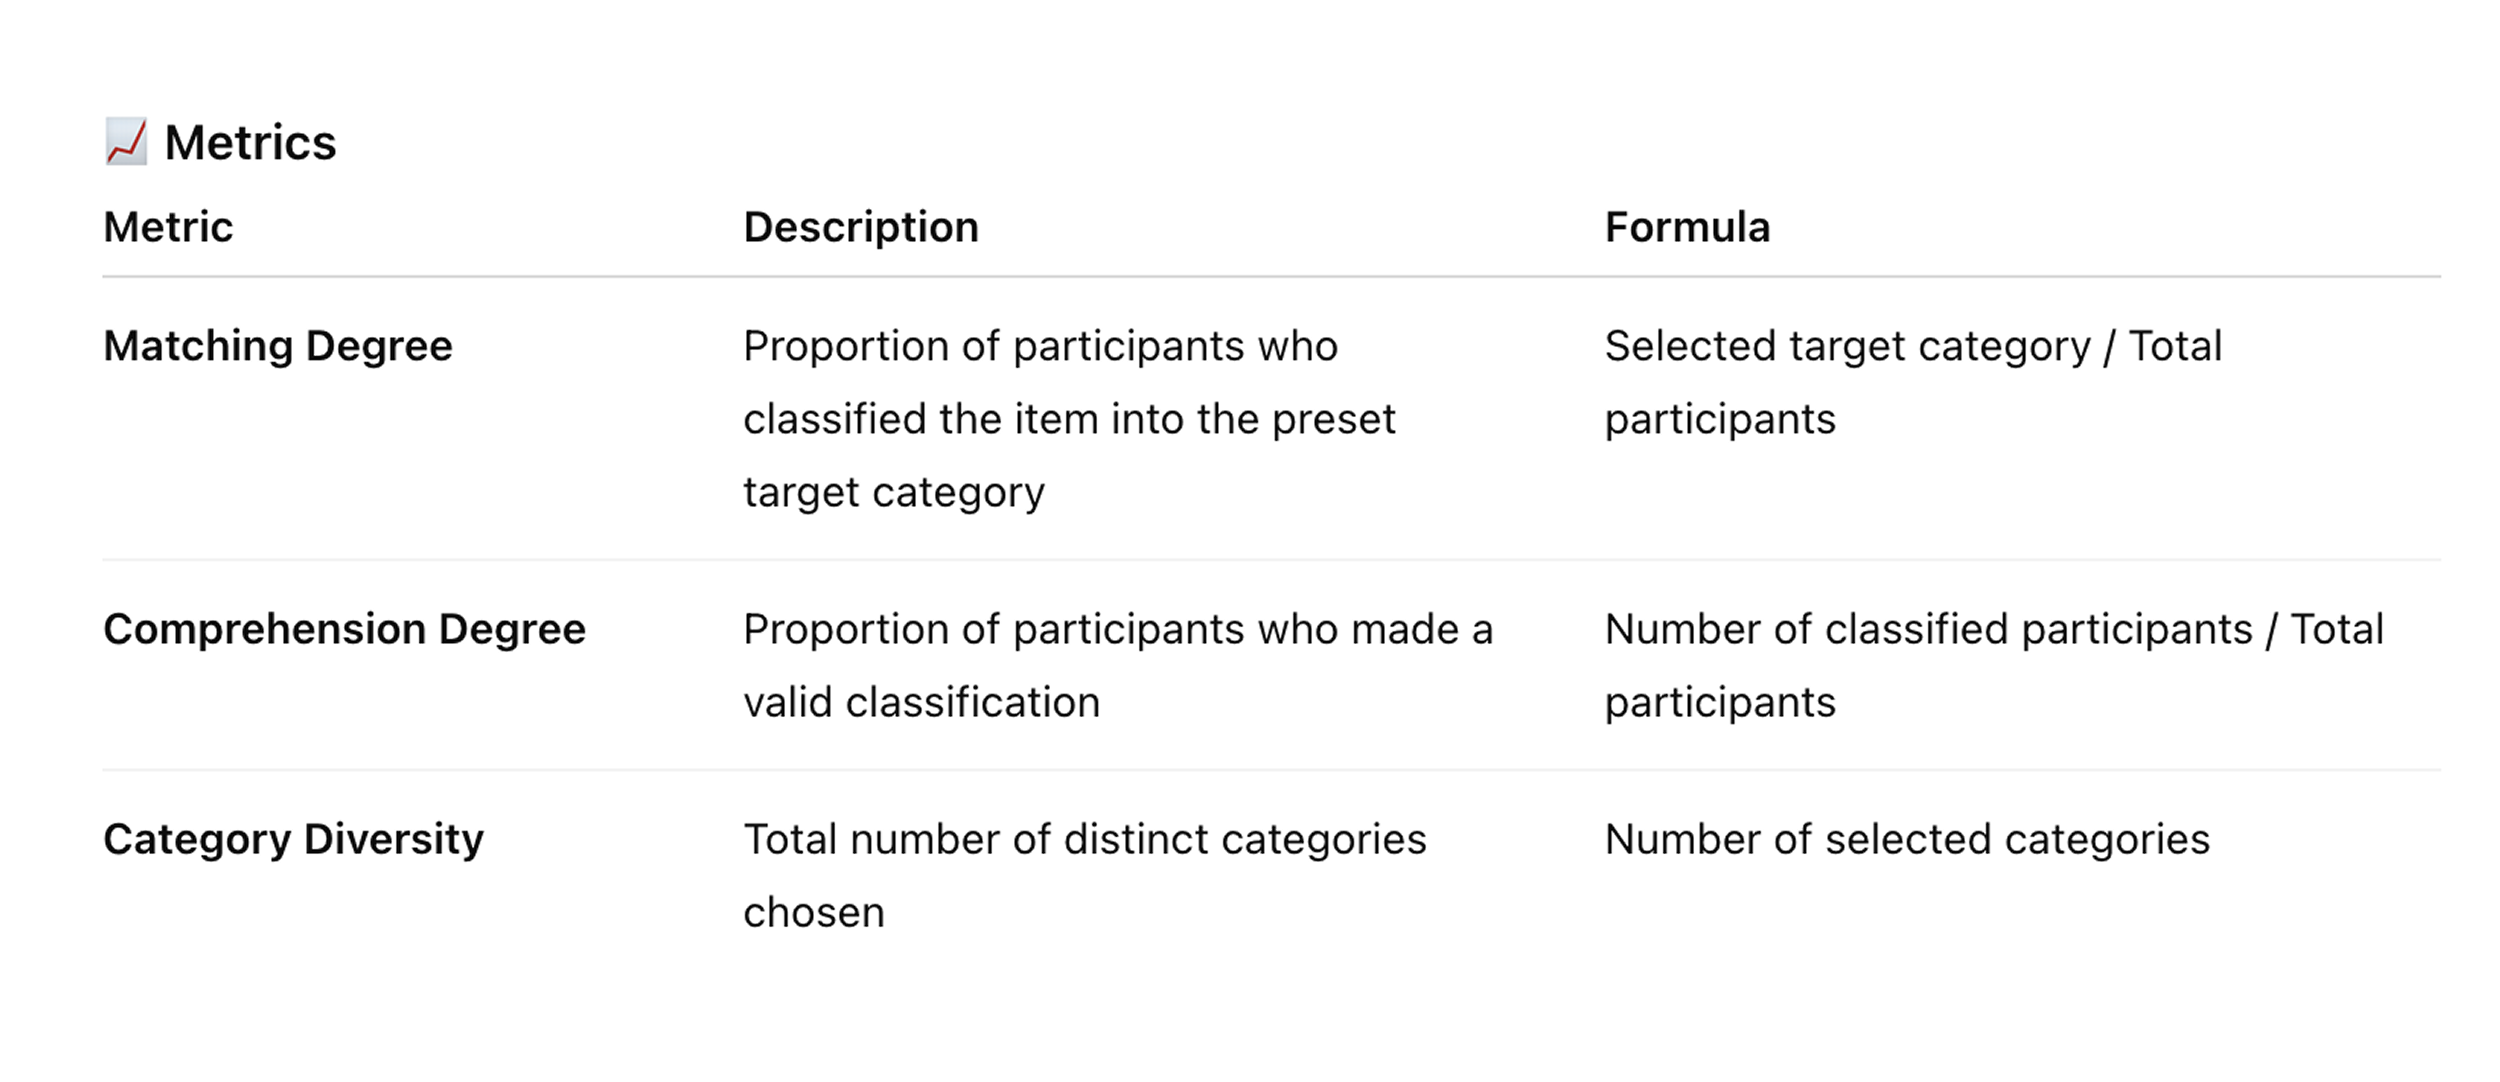 📈 Metrics
Metric Description Formula
Matching Degree Proportion of participants who Selected target category / Total
classified the item into the preset participants
target category
Comprehension Degree Proportion of participants who made a Number of classified participants / Total
valid classification participants
Category Diversity Total number of distinct categories Number of selected categories
chosen